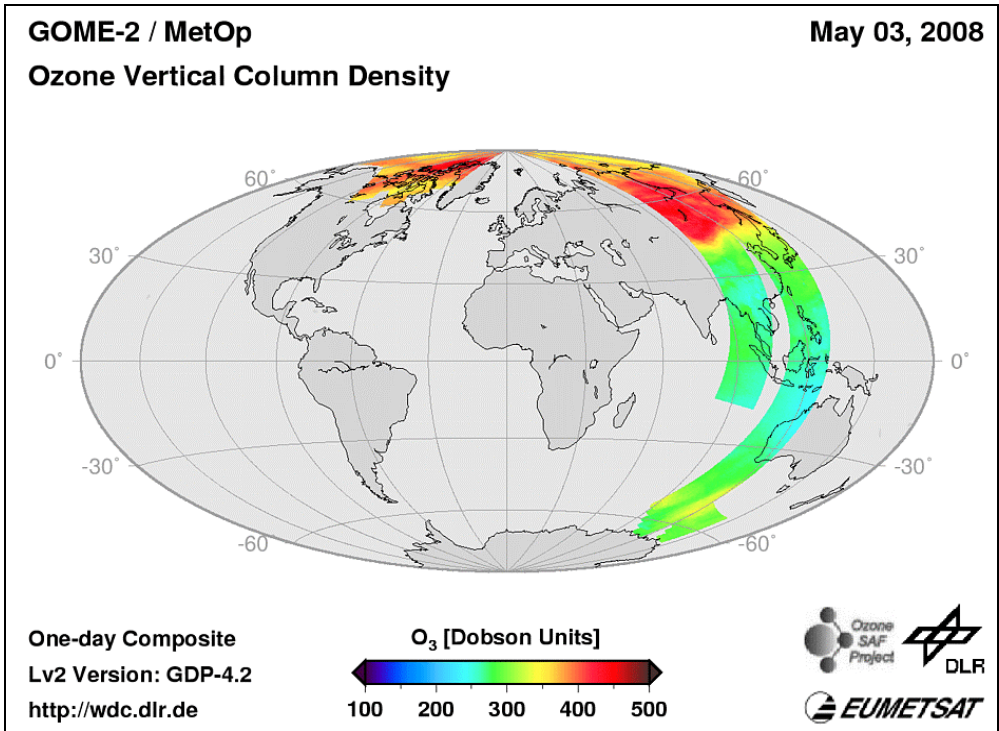 GOME-2 / MetOp
May 03, 2008
Ozone Vertical Column Density
60°
60°
30°
30°
0°
0°
-30°
-30°
-60
-60°
One-day Composite
O3 [Dobson Units]
Lv2 Version: GDP-4.2
http://wdc.dlr.de
100 200 300 400 500
Ozone
SAF
Project
DLR
EUMETSAT